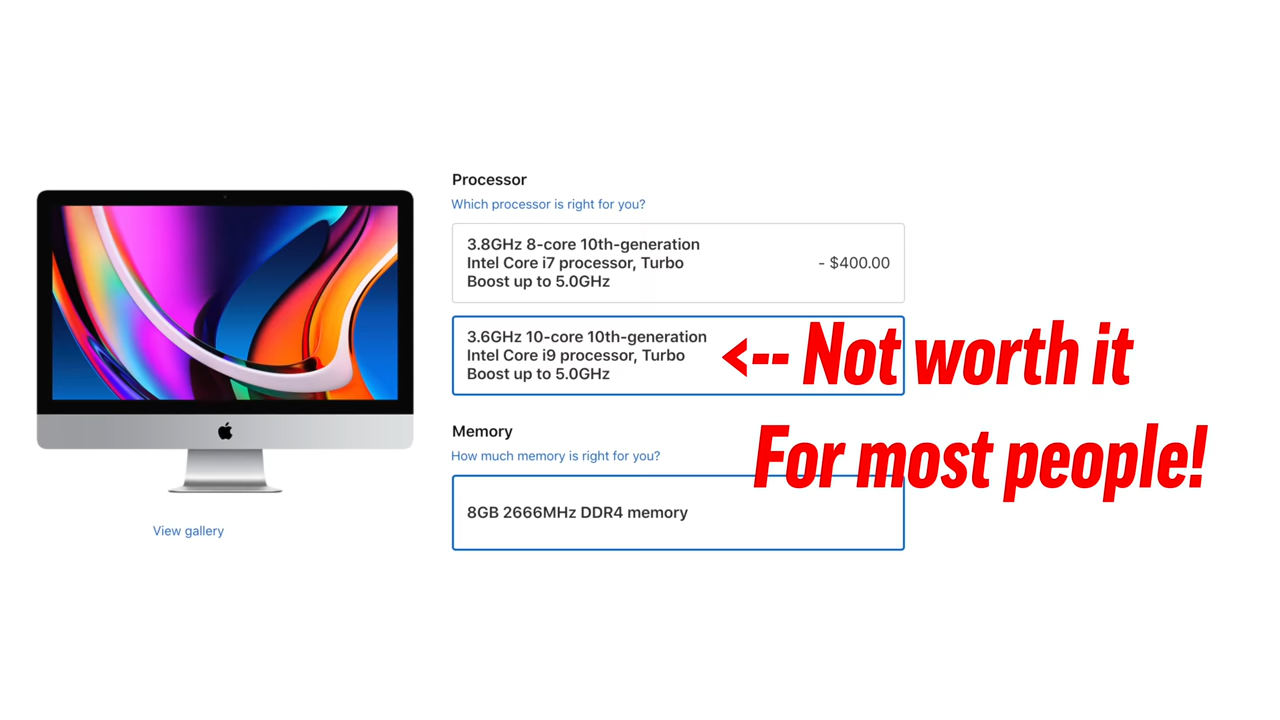 Processor
Which processor is right for you?
3.8GHz 8-core 10th-generation
Intel Core i7 processor, Turbo
Boost up to 5.0GHz
- $400.00
3.6GHz 10-core 10th-generation
Intel Core i9 processor, Turbo
Boost up to 5.0GHz
<-- Not worth it
For most people!
Memory
How much memory is right for you?
8GB 2666MHz DDR4 memory
View gallery